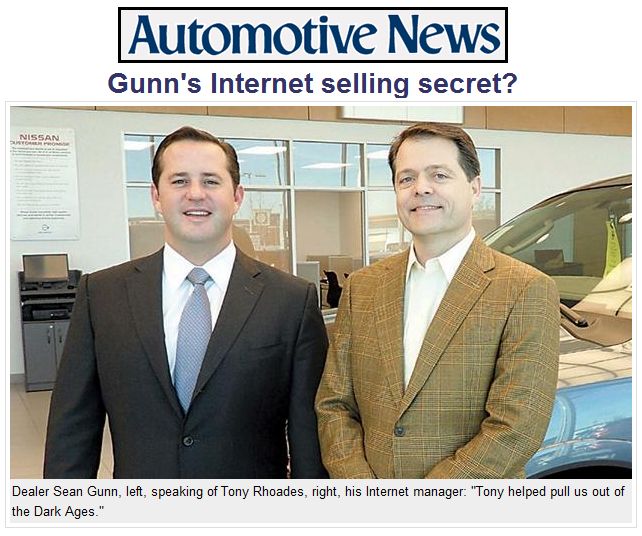 Automotive News
Gunn's Internet selling secret?
NISSAN
CUSTOMER PROMISE
Dealer Sean Gunn, left, speaking of Tony Rhoades, right, his Internet manager: "Tony helped pull us out of
the Dark Ages."